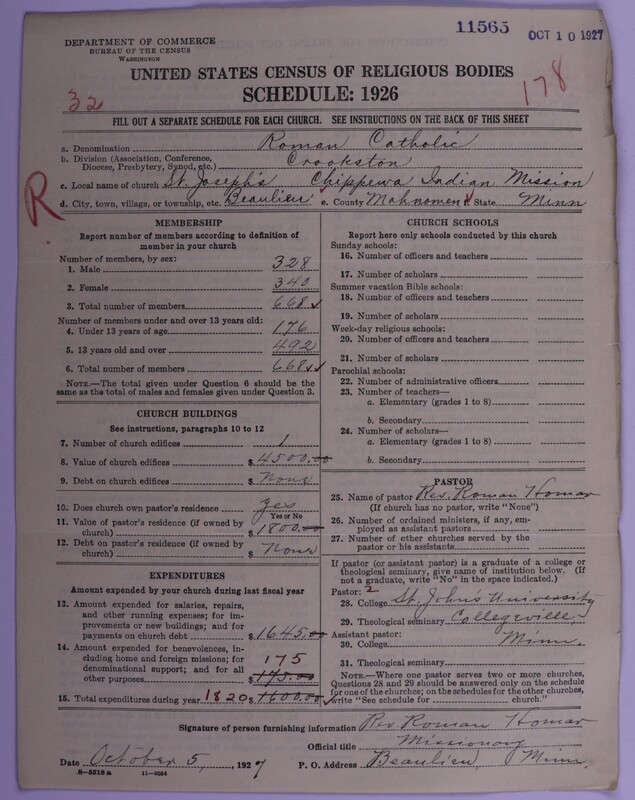 11565 OCT 10 1927
DEPARTMENT OF COMMERCE
BUREAU OF THE CENSUS
WASHINGTON
UNITED STATES CENSUS OF RELIGIOUS BODIES
SCHEDULE: 1926
32 178
FILL OUT A SEPARATE SCHEDULE FOR EACH CHURCH. SEE INSTRUCTIONS ON THE BACK OF THIS SHEET
a. Denomination Roman Catholic
b. Division (Association, Conference, Diocese, Presbytery, Synod, etc.) Crookston
c. Local name of church St. Joseph's Chippewa Indian Mission
R
d. City, town, village, or township, etc. Beaulieu e. County Mahnomen State Minn
MEMBERSHIP
Report number of members according to definition of
member in your church
Number of members, by sex:
1. Male 328
2. Female 340
3. Total number of members 668 ✓
Number of members under and over 13 years old:
4. Under 13 years of age 176
5. 13 years old and over 492
6. Total number of members 668 ✓✓
NOTE.—The total given under Question 6 should be
same as the total of males and females given under Question 3.
CHURCH BUILDINGS
See instructions, paragraphs 10 to 12
7. Number of church edifices 1
8. Value of church edifices $ 4500.00
9. Debt on church edifices $ None
10. Does church own pastor's residence yes
Yes or No
11. Value of pastor's residence (if owned by
church) $ 1800.00
12. Debt on pastor's residence (if owned by
church) $ None
EXPENDITURES
Amount expended by your church during last fiscal year
13. Amount expended for salaries, repairs,
and other running expenses; for im-
provements or new buildings; and for
payments on church debt $ 1645.00
14. Amount expended for benevolences, in-
cluding home and foreign missions; for 175
denominational support; and for all
other purposes $ 175.00
15. Total expenditures during year 1820 $ 1600.00 ✓
CHURCH SCHOOLS
Report here only schools conducted by this church
Sunday schools:
16. Number of officers and teachers
17. Number of scholars
Summer vacation Bible schools:
18. Number of officers and teachers
19. Number of scholars
Week-day religious schools:
20. Number of officers and teachers
21. Number of scholars
Parochial schools:
22. Number of administrative officers
23. Number of teachers—
a. Elementary (grades 1 to 8)
b. Secondary
24. Number of scholars—
a. Elementary (grades 1 to 8)
b. Secondary
PASTOR
25. Name of pastor Rev. Roman Homar
(If church has no pastor, write "None")
26. Number of ordained ministers, if any, em-
ployed as assistant pastors
27. Number of other churches served by the
pastor or his assistants
If pastor (or assistant pastor) is a graduate of a college or
theological seminary, give name of institution below. (If
not a graduate, write "No" in the space indicated.)
Pastor: 2
28. College St. John's University
29. Theological seminary Collegeville
Assistant pastor:
30. College Minn.
31. Theological seminary
NOTE.—Where one pastor serves two or more churches,
Questions 28 and 29 should be answered only on the schedule
for one of the churches; on the schedules for the other churches,
write "See schedule for church."
Signature of person furnishing information Rev. Roman Homar
Official title Missionary
Date October 5, 1927 P. O. Address Beaulieu Minn.
8-5518a 11-9054